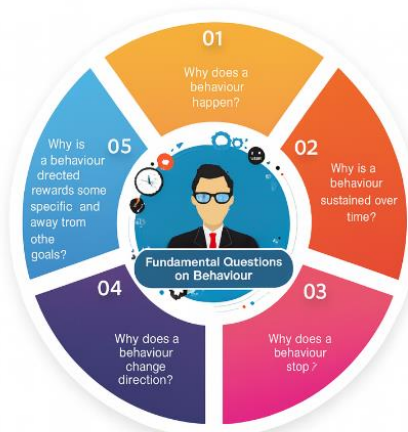 01
Why does a
behaviour
happen?
02
Why is a
behaviour
sustained over
time?
03
Why does a
behaviour
stop?
04
Why does a
behaviour
change
direction?
05
Why is
a behaviour
drected
rewards some
specific and
away trom
othe
goals?
Fundamental Questions
on Behaviour